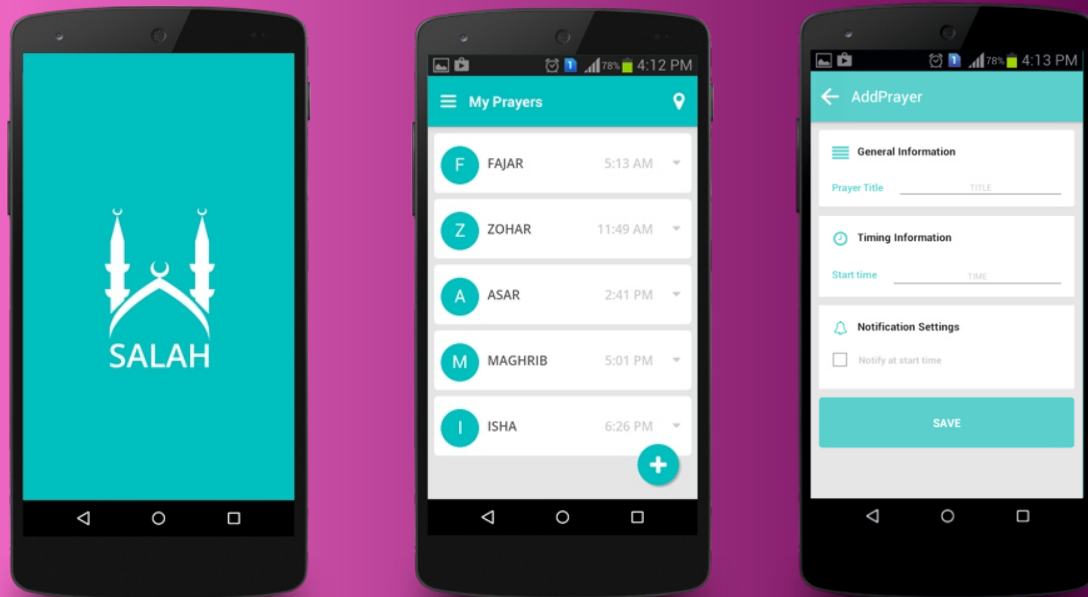 SALAH
78% 4:12 PM
My Prayers
F FAJAR 5:13 AM
Z ZOHAR 11:49 AM
A ASAR 2:41 PM
M MAGHRIB 5:01 PM
I ISHA 6:26 PM
78% 4:13 PM
AddPrayer
General Information
Prayer Title TITLE
Timing Information
Start time TIME
Notification Settings
Notify at start time
SAVE